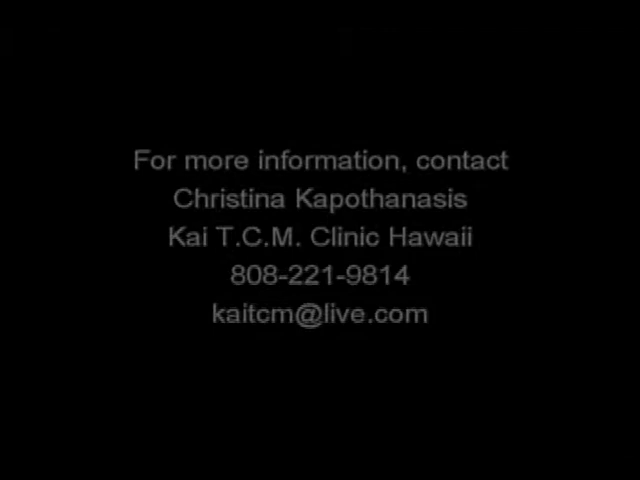 For more information, contact
Christina Kapothanasis
Kai T.C.M. Clinic Hawaii
808-221-9814
kaitcm@live.com